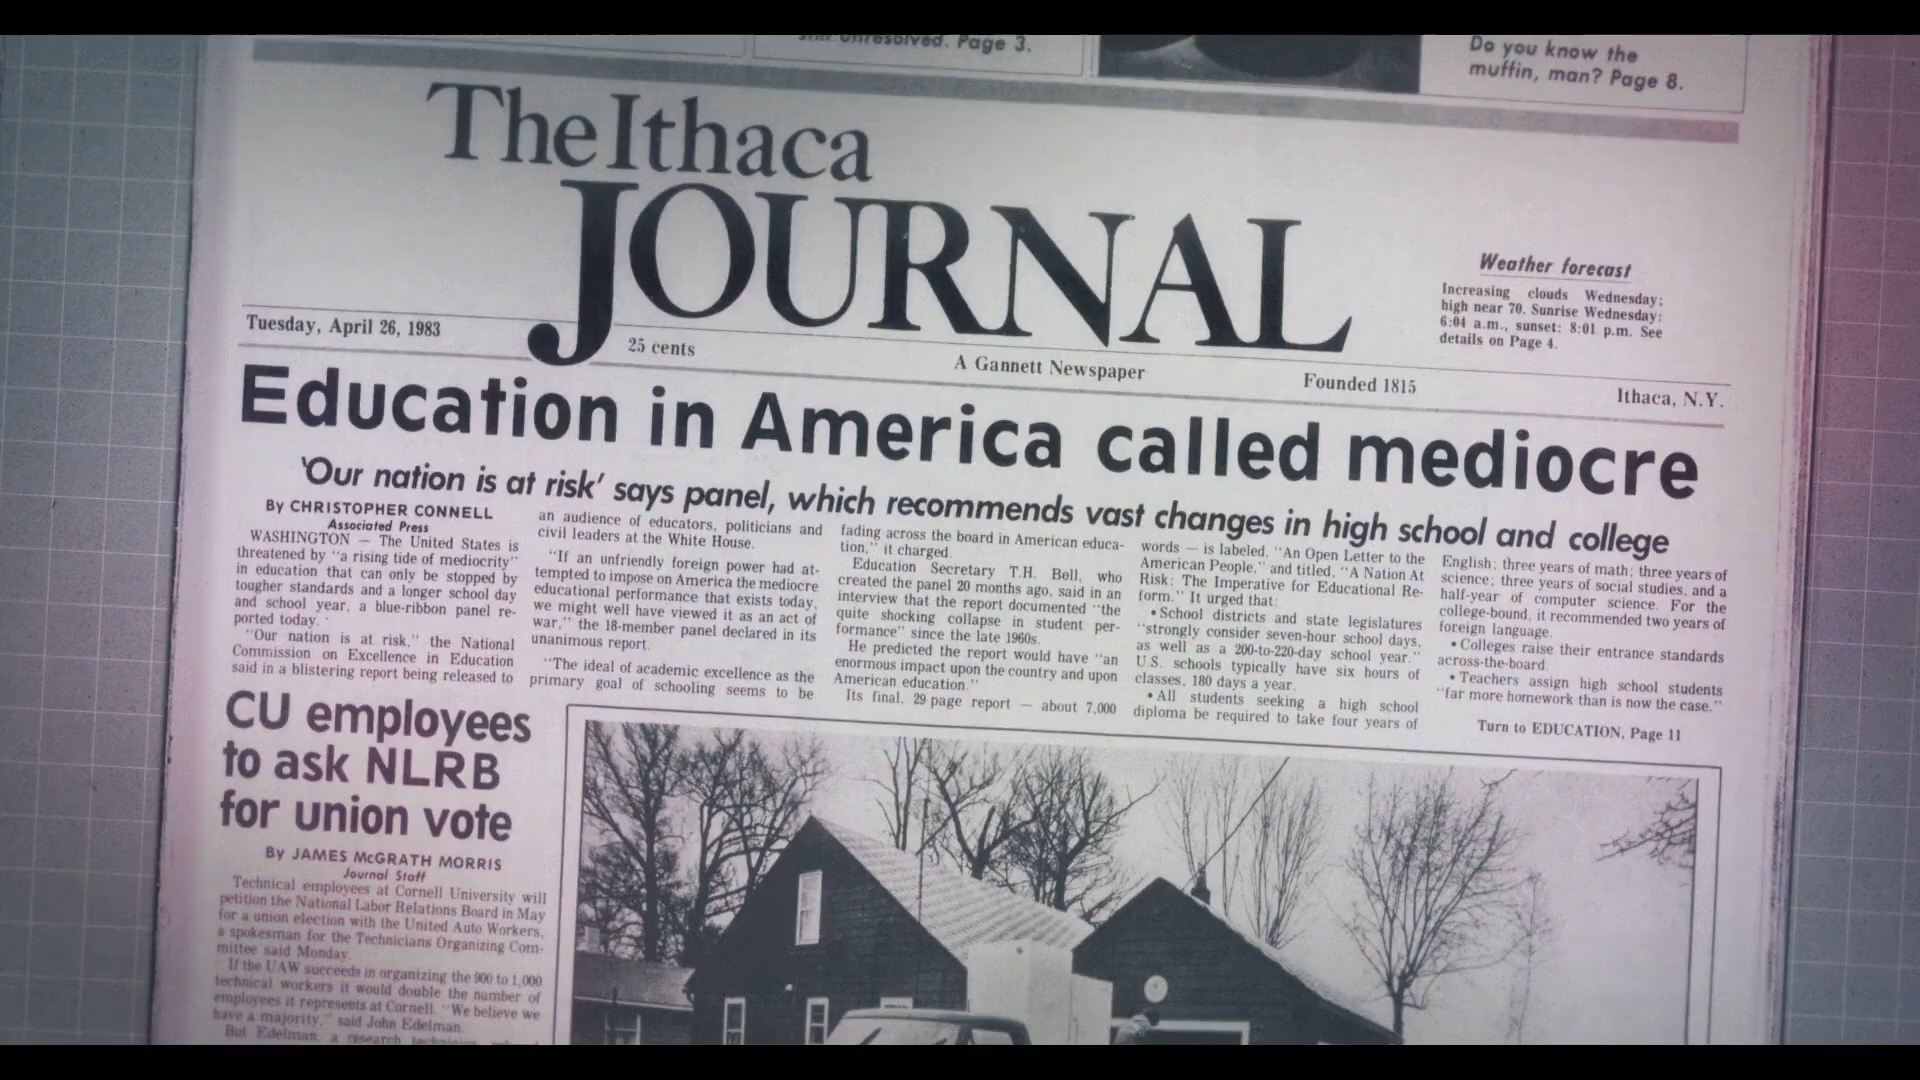 still unresolved. Page 3.
Do you know the
muffin, man? Page 8.
The Ithaca
JOURNAL
Weather forecast
Increasing clouds Wednesday;
high near 70. Sunrise Wednesday:
6:04 a.m., sunset: 8:01 p.m. See
details on Page 4.
Tuesday, April 26, 1983
25 cents
A Gannett Newspaper
Founded 1815
Ithaca, N.Y.
Education in America called mediocre
'Our nation is at risk' says panel, which recommends vast changes in high school and college
By CHRISTOPHER CONNELL
Associated Press
WASHINGTON — The United States is
threatened by "a rising tide of mediocrity"
in education that can only be stopped by
tougher standards and a longer school day
and school year, a blue-ribbon panel re-
ported today.
"Our nation is at risk," the National
Commission on Excellence in Education
said in a blistering report being released to
an audience of educators, politicians and
civil leaders at the White House.
"If an unfriendly foreign power had at-
tempted to impose on America the mediocre
educational performance that exists today,
we might well have viewed it as an act of
war," the 18-member panel declared in its
unanimous report.
"The ideal of academic excellence as the
primary goal of schooling seems to be
fading across the board in American educa-
tion," it charged.
Education Secretary T.H. Bell, who
created the panel 20 months ago, said in an
interview that the report documented "the
quite shocking collapse in student per-
formance" since the late 1960s.
He predicted the report would have "an
enormous impact upon the country and upon
American education."
Its final, 29-page report — about 7,000
words — is labeled, "An Open Letter to the
American People," and titled, "A Nation At
Risk: The Imperative for Educational Re-
form." It urged that:
• School districts and state legislatures
"strongly consider seven-hour school days,
as well as a 200-to-220-day school year."
U.S. schools typically have six hours of
classes, 180 days a year.
• All students seeking a high school
diploma be required to take four years of
English; three years of math; three years of
science; three years of social studies, and a
half-year of computer science. For the
college-bound, it recommended two years of
foreign language.
• Colleges raise their entrance standards
across-the-board.
• Teachers assign high school students
"far more homework than is now the case."
Turn to EDUCATION, Page 11
CU employees
to ask NLRB
for union vote
By JAMES McGRATH MORRIS
Journal Staff
Technical employees at Cornell University will
petition the National Labor Relations Board in May
for a union election with the United Auto Workers,
a spokesman for the Technicians Organizing Com-
mittee said Monday.
If the UAW succeeds in organizing the 900 to 1,000
technical workers it would double the number of
employees it represents at Cornell. "We believe we
have a majority," said John Edelman.
But Edelman, a research